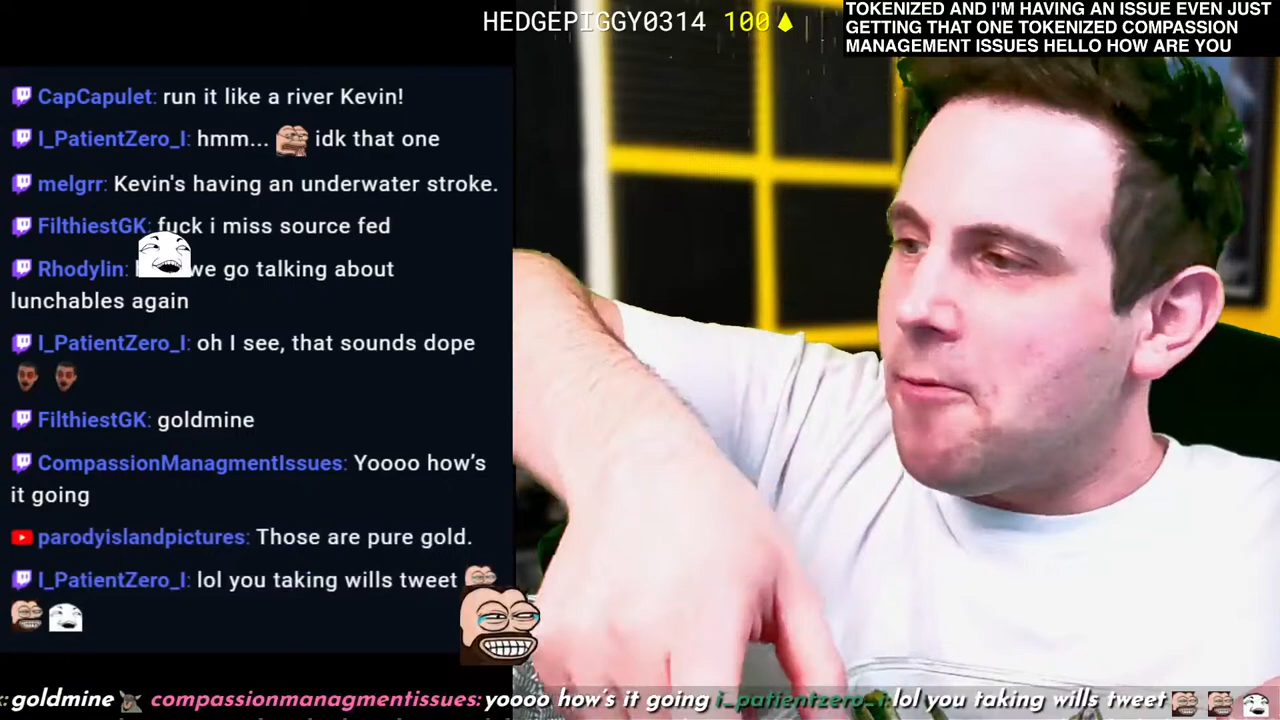 HEDGEPIGGY0314 100
TOKENIZED AND I'M HAVING AN ISSUE EVEN JUST
GETTING THAT ONE TOKENIZED COMPASSION
MANAGEMENT ISSUES HELLO HOW ARE YOU
CapCapulet: run it like a river Kevin!
I_PatientZero_I: hmm... idk that one
melgrr: Kevin's having an underwater stroke.
FilthiestGK: fuck i miss source fed
Rhodylin: we go talking about
lunchables again
I_PatientZero_I: oh I see, that sounds dope
FilthiestGK: goldmine
CompassionManagmentIssues: Yoooo how's
it going
parodyislandpictures: Those are pure gold.
I_PatientZero_I: lol you taking wills tweet
: goldmine compassionmanagmentissues: yoooo how's it going i_patientzero_i: lol you taking wills tweet